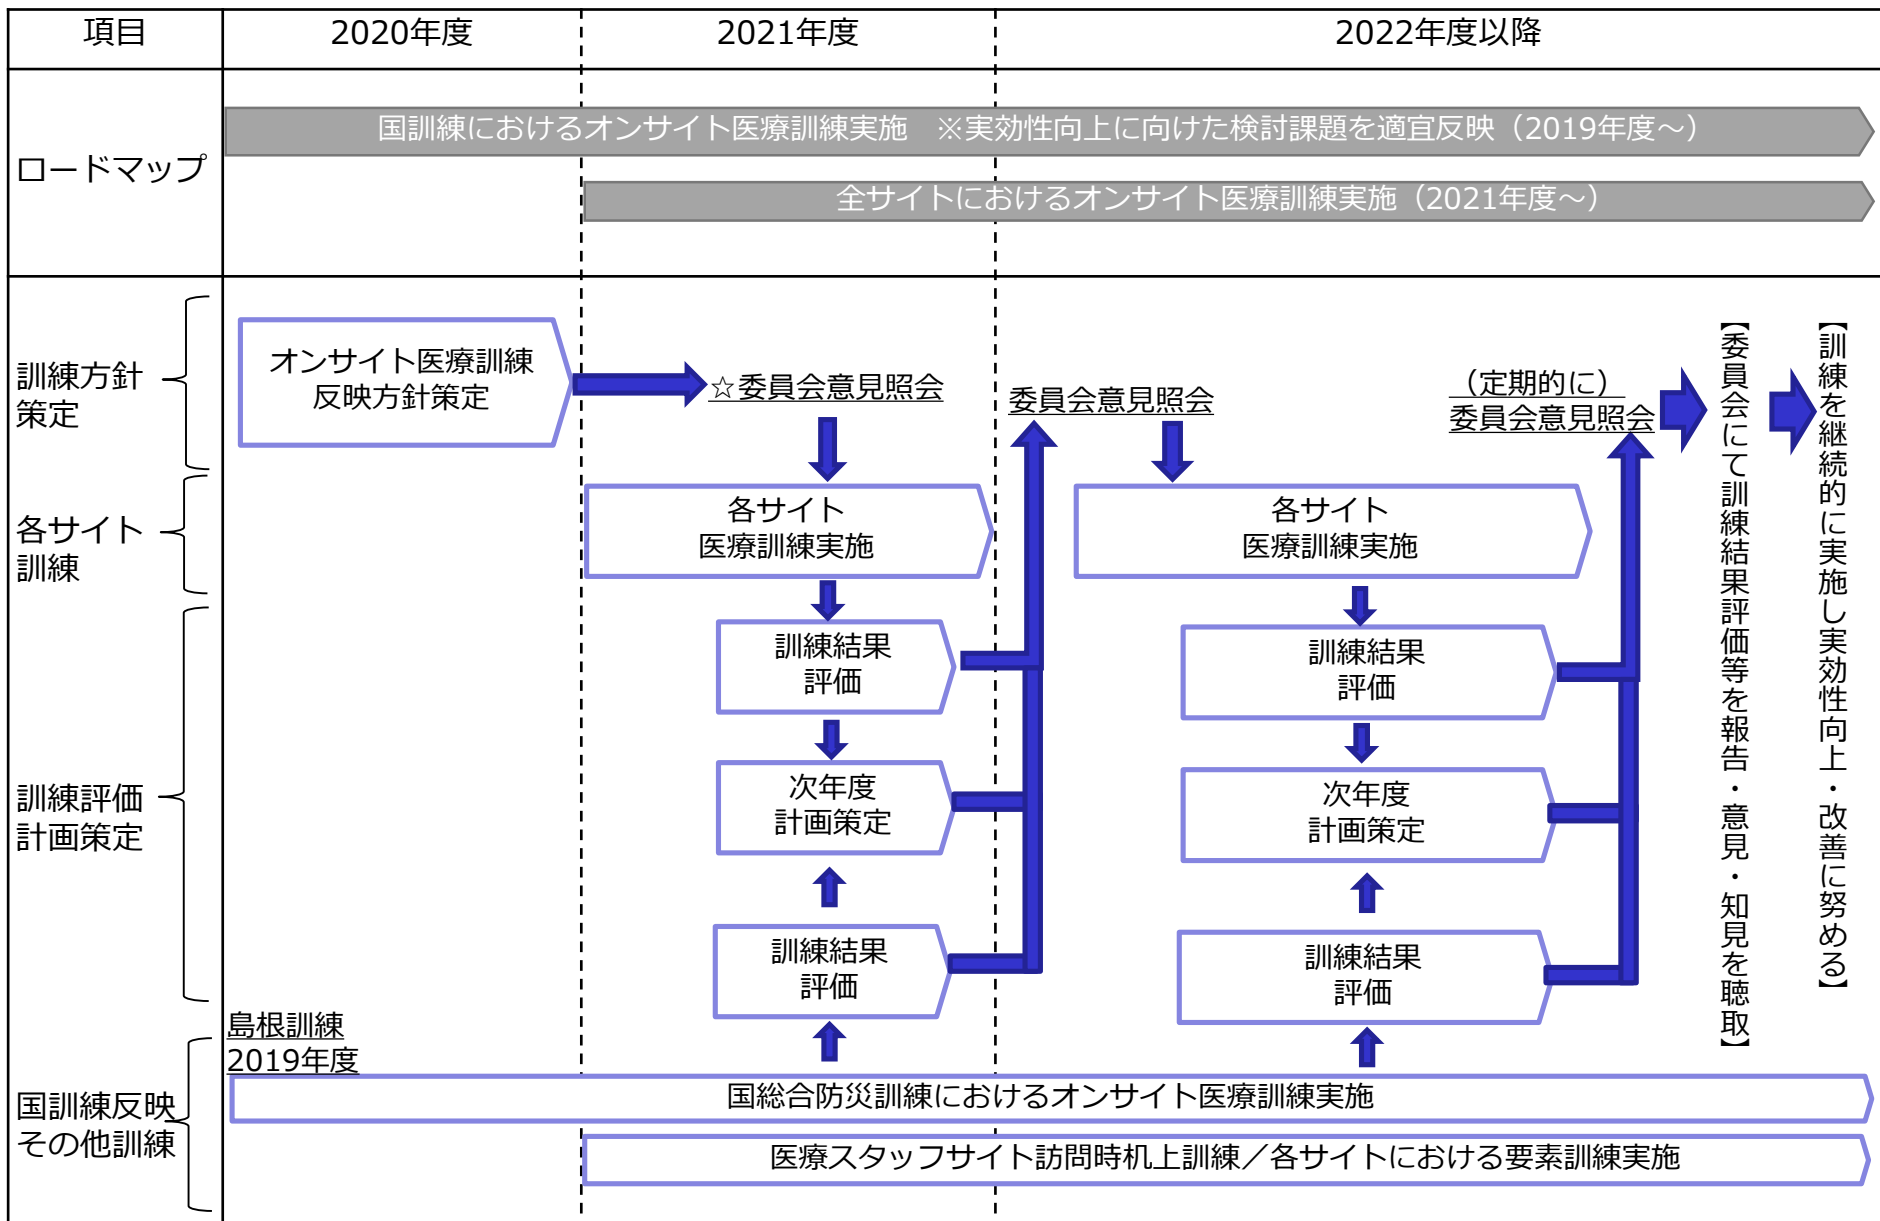 項目
2020年度
2021年度
2022年度以降
ロードマップ
国訓練におけるオンサイト医療訓練実施　※実効性向上に向けた検討課題を適宜反映（2019年度～）
全サイトにおけるオンサイト医療訓練実施（2021年度～）
訓練方針
策定
オンサイト医療訓練
反映方針策定
☆委員会意見照会
委員会意見照会
（定期的に）
委員会意見照会
【委員会にて訓練結果評価等を報告・意見・知見を聴取】
【訓練を継続的に実施し実効性向上・改善に努める】
各サイト
訓練
各サイト
医療訓練実施
各サイト
医療訓練実施
訓練評価
計画策定
訓練結果
評価
訓練結果
評価
次年度
計画策定
次年度
計画策定
訓練結果
評価
訓練結果
評価
島根訓練
2019年度
国訓練反映
その他訓練
国総合防災訓練におけるオンサイト医療訓練実施
医療スタッフサイト訪問時机上訓練／各サイトにおける要素訓練実施